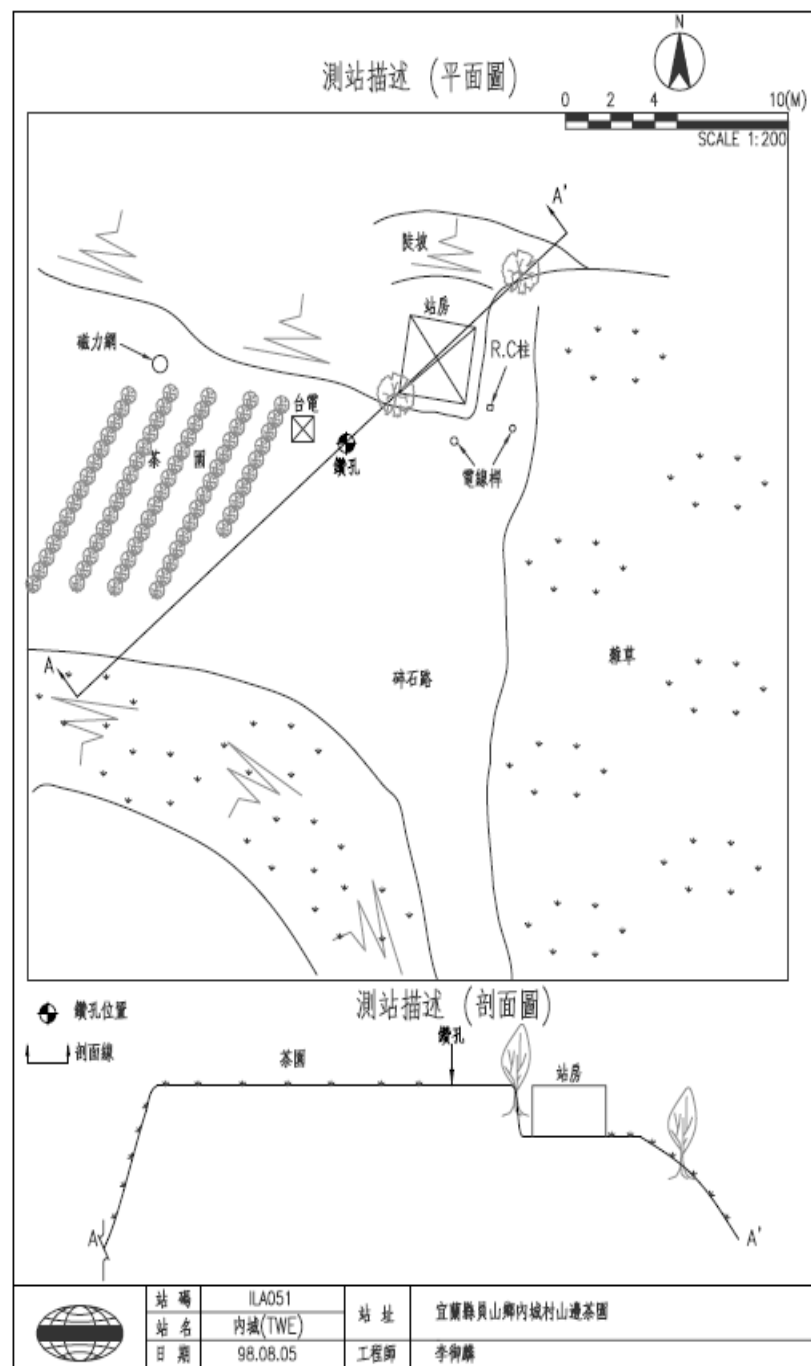 N
測站描述 (平面圖)
0 2 4 10(M)
SCALE 1:200
A'
陡坡
站房
磁力網
R.C柱
台電
茶園
鑽孔
電線桿
A
碎石路
雜草
鑽孔位置
測站描述 (剖面圖)
剖面線
茶園
鑽孔
站房
A
A'
站碼 ILA051
站名 內城(TWE)
日期 98.08.05
站址 宜蘭縣員山鄉內城村山邊茶園
工程師 李御麟